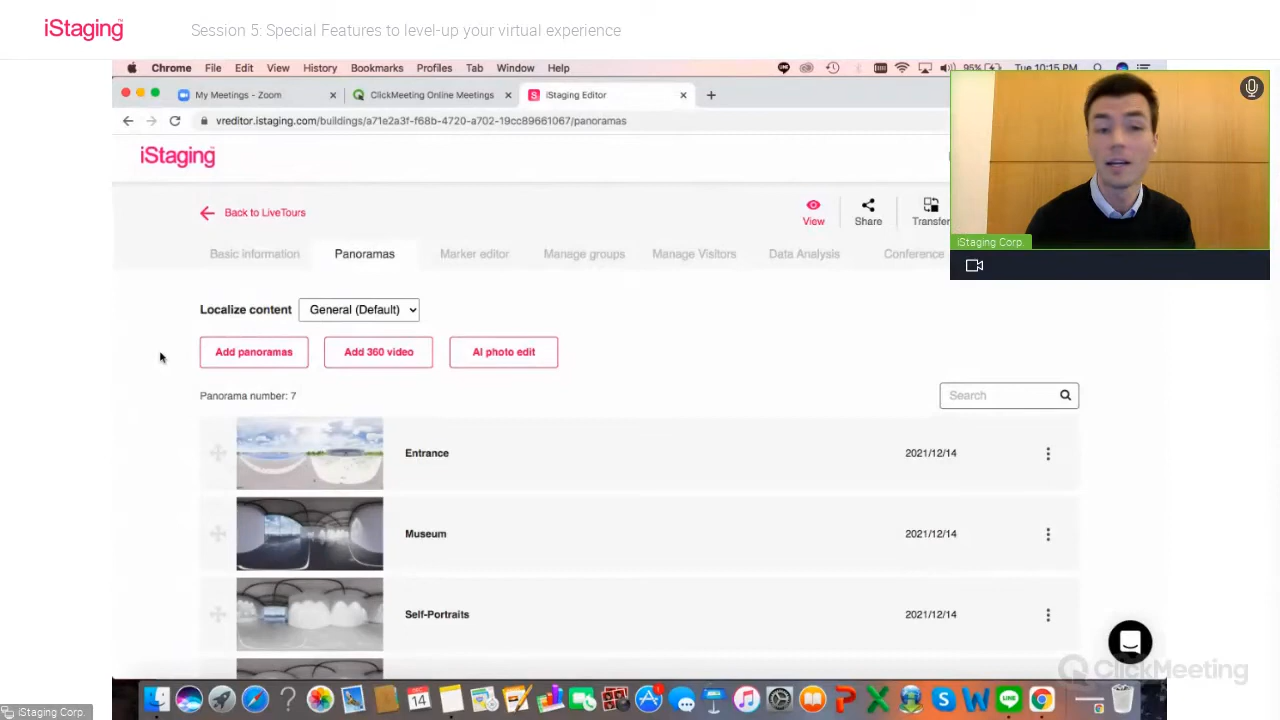 iStaging™
Session 5: Special Features to level-up your virtual experience
Chrome File Edit View History Bookmarks Profiles Tab Window Help
95%
Tue 10:15 PM
My Meetings - Zoom
ClickMeeting Online Meetings
iStaging Editor
vreditor.istaging.com/buildings/a71e2a3f-f68b-4720-a702-19cc89661067/panoramas
iStaging™
Back to LiveTours
View
Share
Transfer
iStaging Corp.
Basic information
Panoramas
Marker editor
Manage groups
Manage Visitors
Data Analysis
Conference
Localize content
General (Default)
Add panoramas
Add 360 video
AI photo edit
Panorama number: 7
Search
Entrance
2021/12/14
Museum
2021/12/14
Self-Portraits
2021/12/14
ClickMeeting
iStaging Corp.